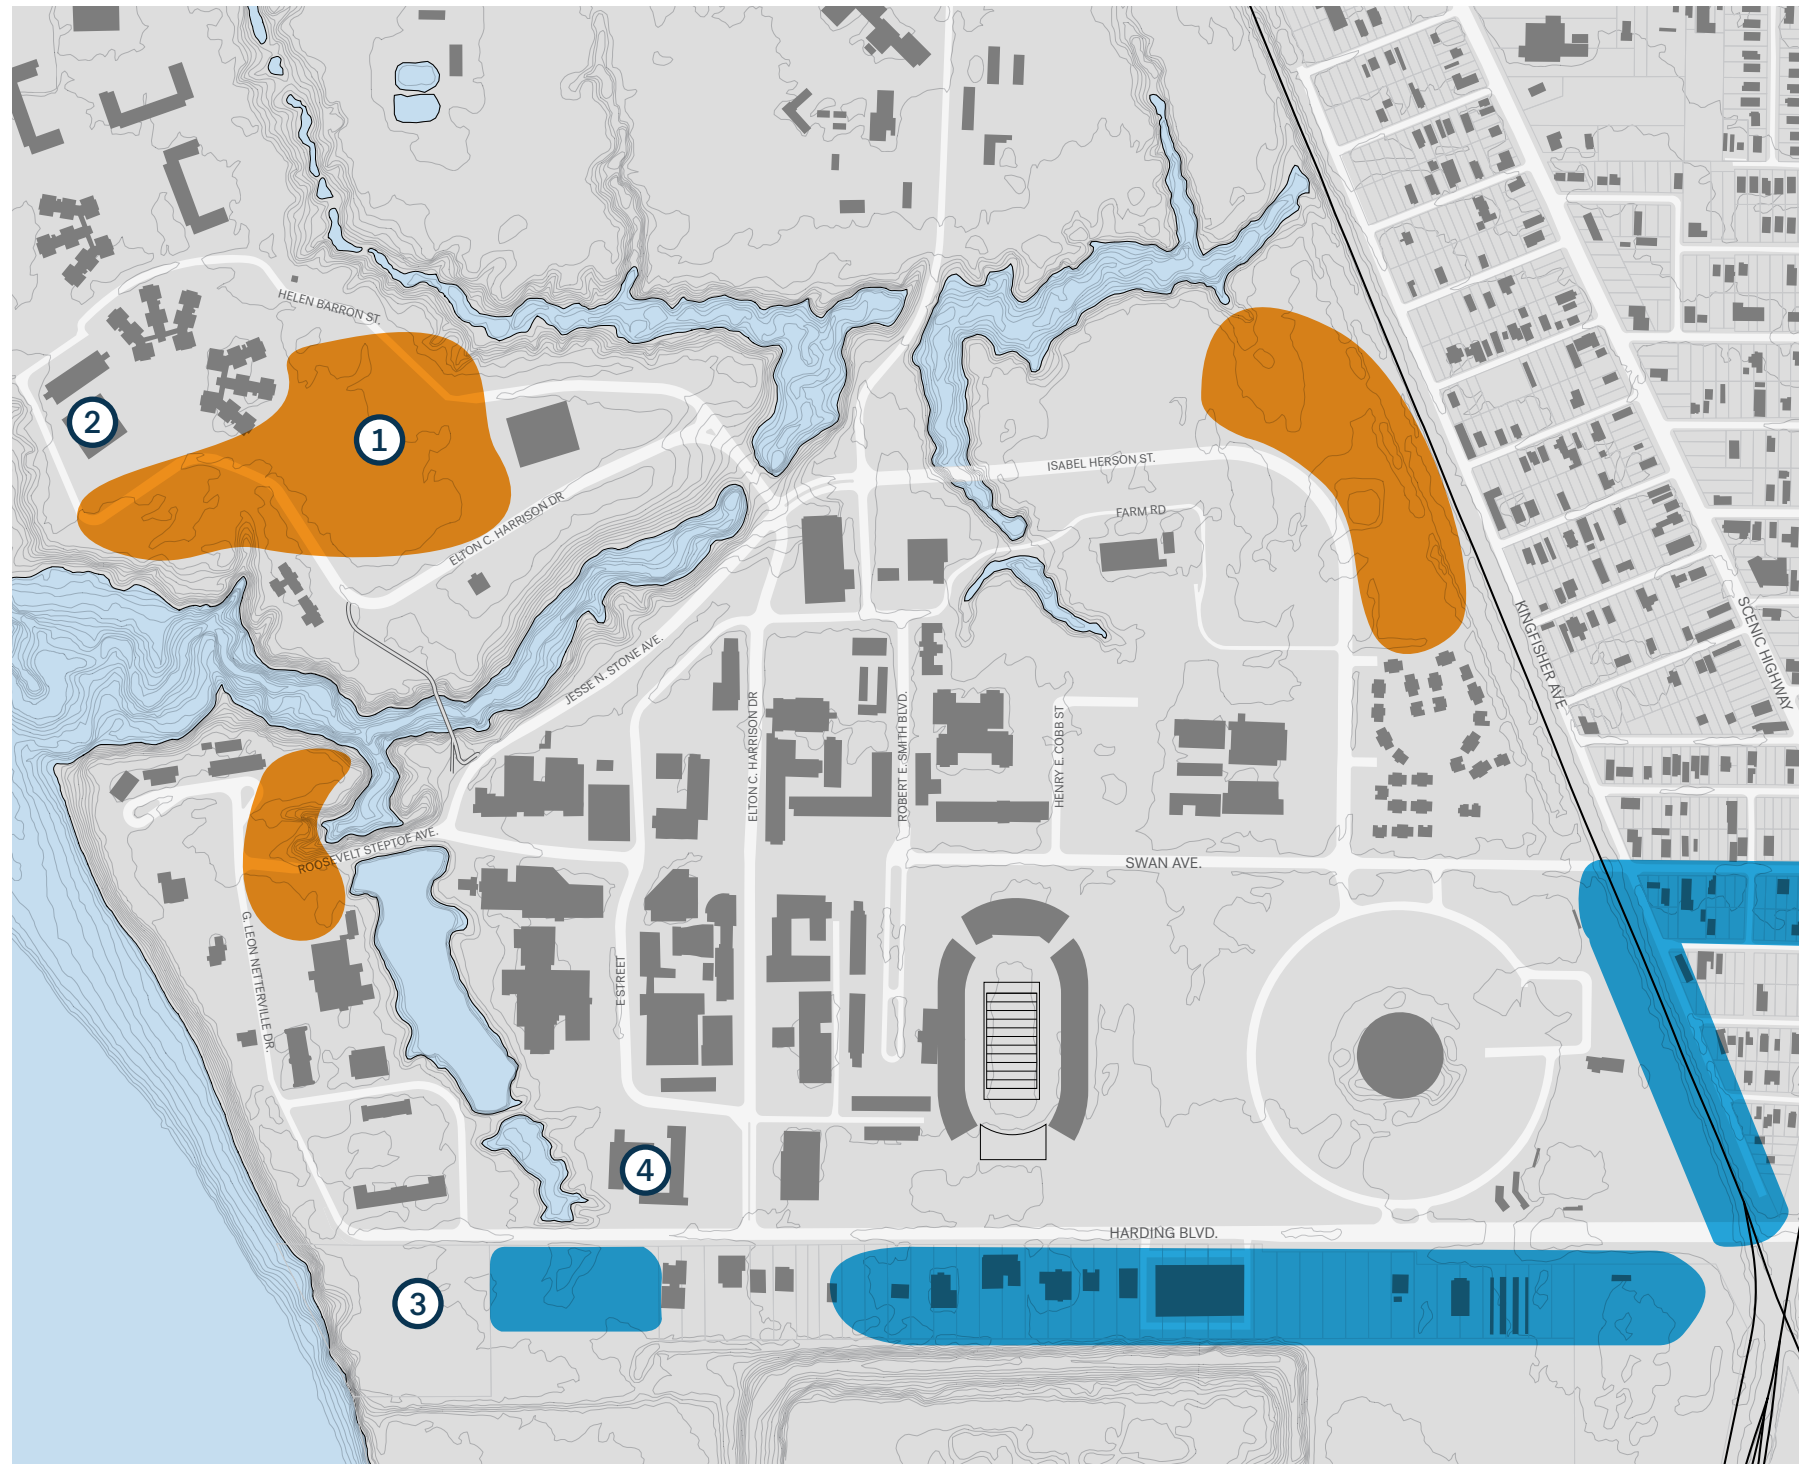 HELEN BARRON ST.
2
1
ISABEL HERSON ST.
ELTON C. HARRISON DR
FARM RD
KINGFISHER AVE.
SCENIC HIGHWAY
JESSE N. STONE AVE.
ELTON C. HARRISON DR
ROBERT E. SMITH BLVD.
HENRY E. COBB ST
ROOSEVELT STEPTOE AVE.
SWAN AVE.
G. LEON NETTERVILLE DR.
E STREET
4
HARDING BLVD.
3